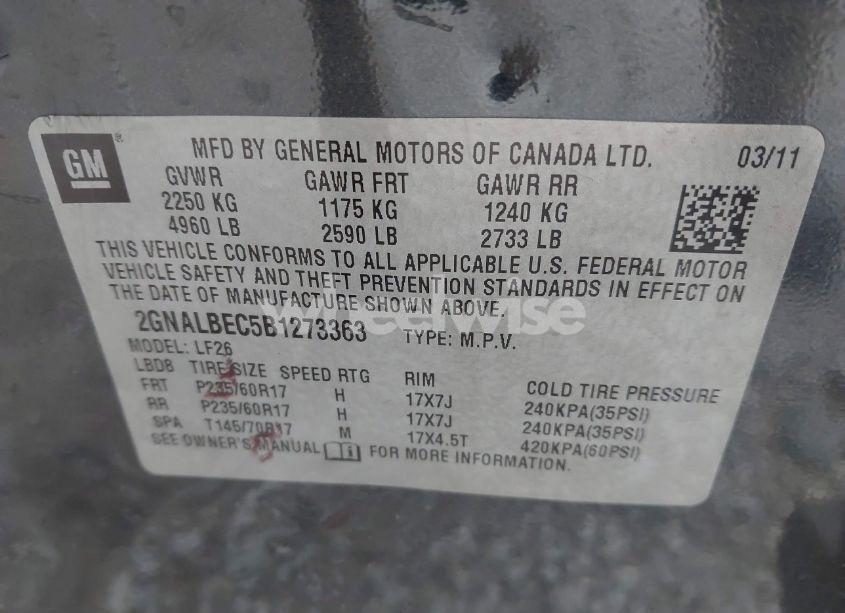 GM ®
MFD BY GENERAL MOTORS OF CANADA LTD. 03/11
GVWR GAWR FRT GAWR RR
2250 KG 1175 KG 1240 KG
4960 LB 2590 LB 2733 LB
THIS VEHICLE CONFORMS TO ALL APPLICABLE U.S. FEDERAL MOTOR
VEHICLE SAFETY AND THEFT PREVENTION STANDARDS IN EFFECT ON
THE DATE OF MANUFACTURE SHOWN ABOVE.
wheelwise
2GNALBEC5B1273363 TYPE: M.P.V.
MODEL: LF26
LBDB TIRE SIZE SPEED RTG RIM COLD TIRE PRESSURE
FRT P235/60R17 H 17X7J 240KPA(35PSI)
RR P235/60R17 H 17X7J 240KPA(35PSI)
SPA T145/70R17 M 17X4.5T 420KPA(60PSI)
SEE OWNER'S MANUAL FOR MORE INFORMATION.